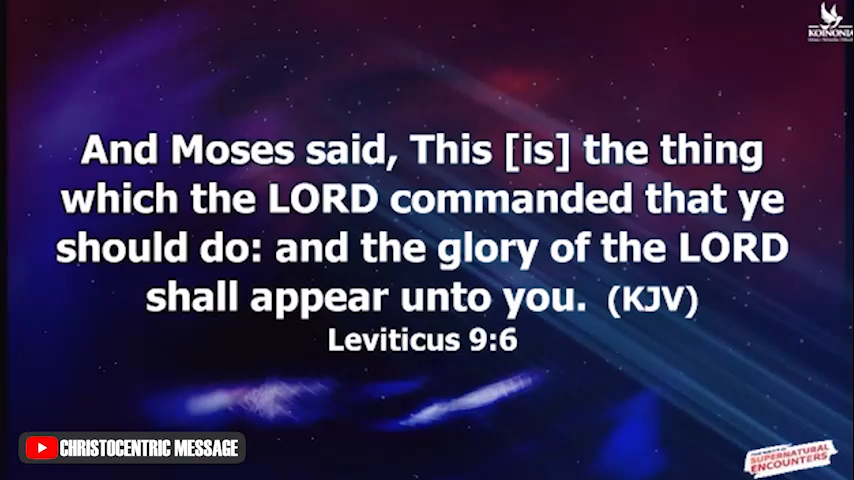 KOINONIA
And Moses said, This [is] the thing
which the LORD commanded that ye
should do: and the glory of the LORD
shall appear unto you. (KJV)
Leviticus 9:6
CHRISTOCENTRIC MESSAGE
SUPERNATURAL
ENCOUNTERS